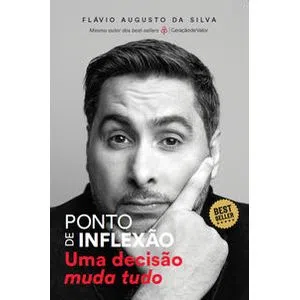 FLÁVIO AUGUSTO DA SILVA
Mesmo autor dos best-sellers GeraçãodeValor
PONTO
DE INFLEXÃO
Uma decisão
muda tudo
BEST
SELLER